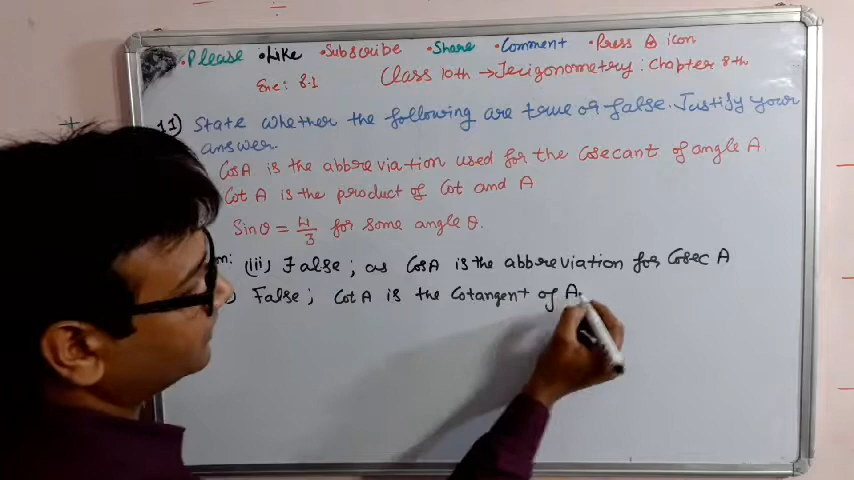 •Please •Like •Subscribe •Share •Comment •Press icon
Exe: 8.1 Class 10th →Terigonometry: Chapter 8th
11) State whether the following are true or false. Justify your
answer.
CosA is the abbreviation used for the Cosecant of angle A.
Cot A is the product of Cot and A
Sinθ = 4/3 for some angle θ.
(iii) False; as CosA is the abbreviation for Cosec A
False; Cot A is the Cotangent of A.